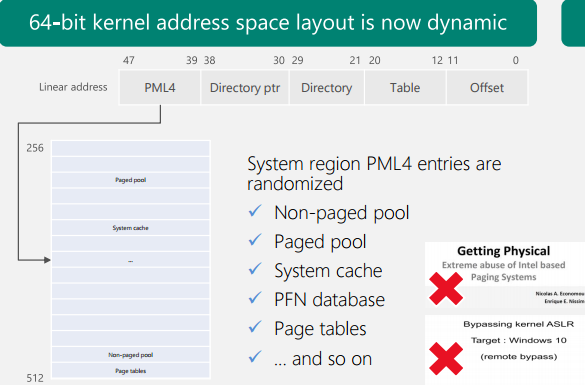 64-bit kernel address space layout is now dynamic
47 39 38 30 29 21 20 12 11 0
Linear address PML4 Directory ptr Directory Table Offset
256
Paged pool
System cache
...
Non-paged pool
Page tables
512
System region PML4 entries are
randomized
✓ Non-paged pool
✓ Paged pool
✓ System cache
✓ PFN database
✓ Page tables
✓ ... and so on
Getting Physical
Extreme abuse of Intel based
Paging Systems
Nicolas A. Economou
Enrique E. Nissim
Bypassing kernel ASLR
Target : Windows 10
(remote bypass)